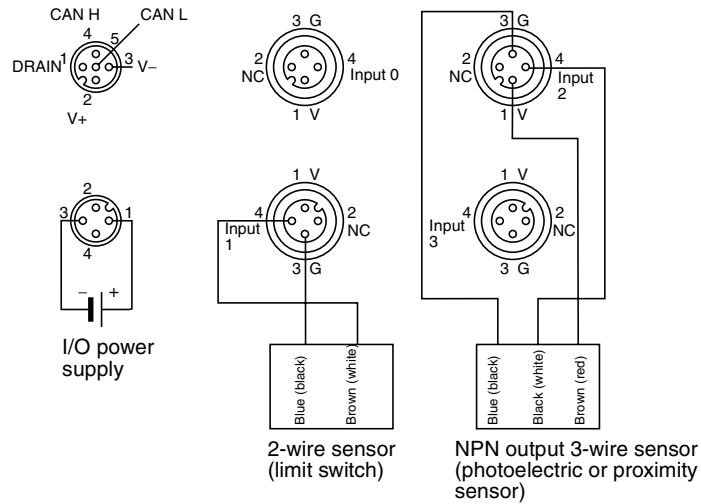 CAN H
CAN L
4
5
DRAIN
1
3
V−
2
V+
3 G
2
NC
4
Input 0
1 V
3 G
2
NC
4
Input
2
1 V
2
3
1
4
− +
I/O power
supply
1 V
4
Input
1
2
NC
3 G
Blue (black)
Brown (white)
2-wire sensor
(limit switch)
1 V
4
Input
3
2
NC
3 G
Blue (black)
Black (white)
Brown (red)
NPN output 3-wire sensor
(photoelectric or proximity
sensor)